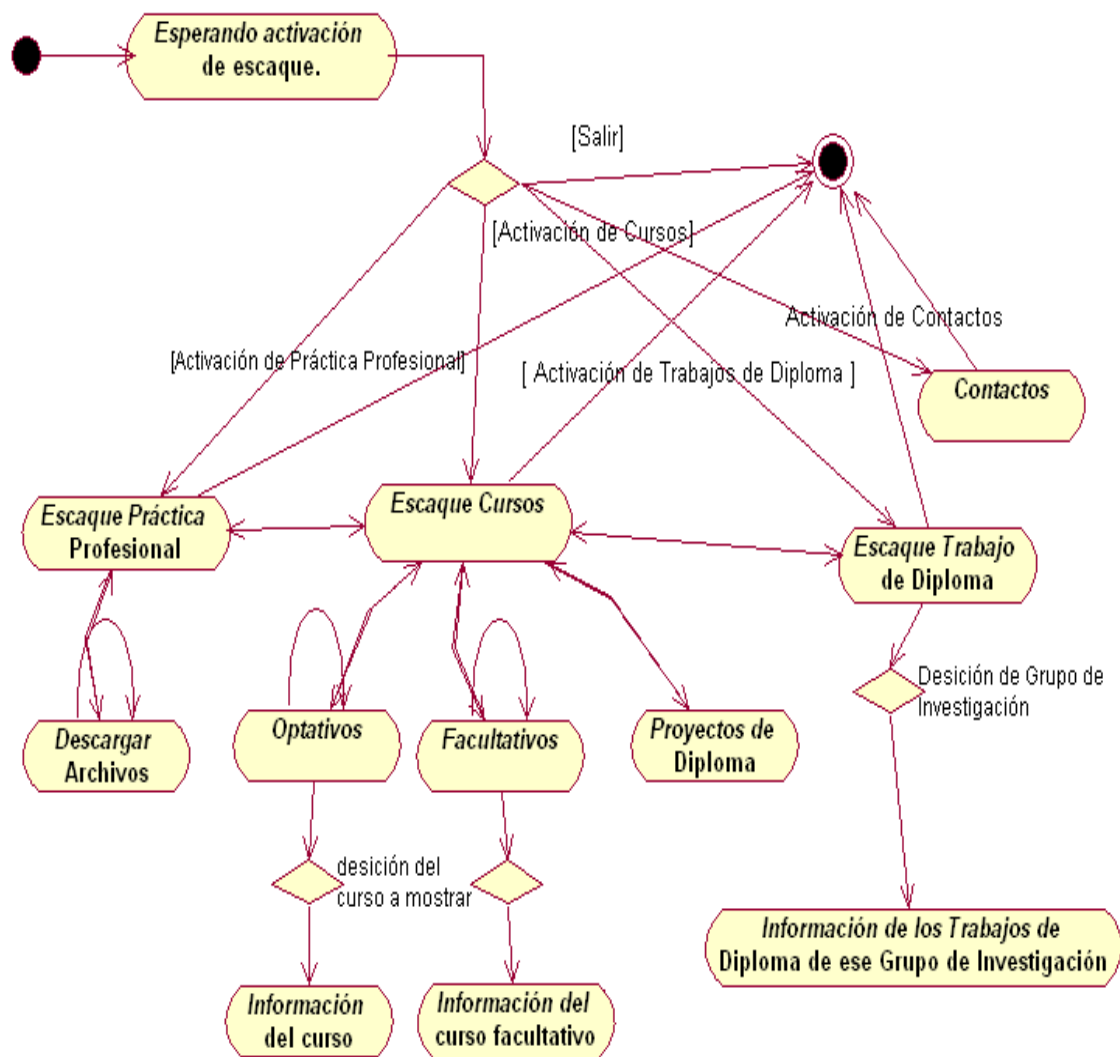 Esperando activación
de escaque.
[Salir]
[Activación de Cursos]
Activación de Contactos
[Activación de Práctica Profesional]
[ Activación de Trabajos de Diploma ]
Contactos
Escaque Práctica
Profesional
Escaque Cursos
Escaque Trabajo
de Diploma
Desición de Grupo de
Investigación
Descargar
Archivos
Optativos
Facultativos
Proyectos de
Diploma
desición del
curso a mostrar
Información de los Trabajos de
Diploma de ese Grupo de Investigación
Información
del curso
Información del
curso facultativo